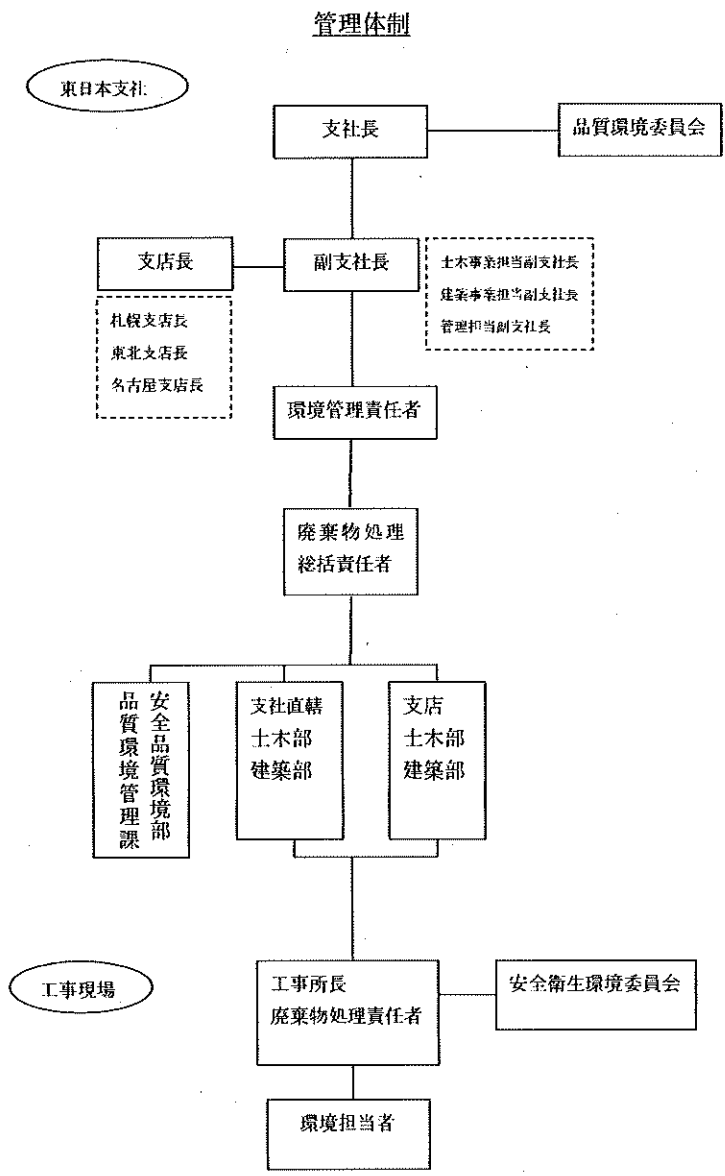 管理体制
東日本支社
支社長
品質環境委員会
支店長
副支社長
土木事業担当副支社長
建築事業担当副支社長
管理担当副支社長
札幌支店長
東北支店長
名古屋支店長
環境管理責任者
廃棄物処理
総括責任者
安全品質環境部
品質環境管理課
支社直轄
土木部
建築部
支店
土木部
建築部
工事現場
工事所長
廃棄物処理責任者
安全衛生環境委員会
環境担当者